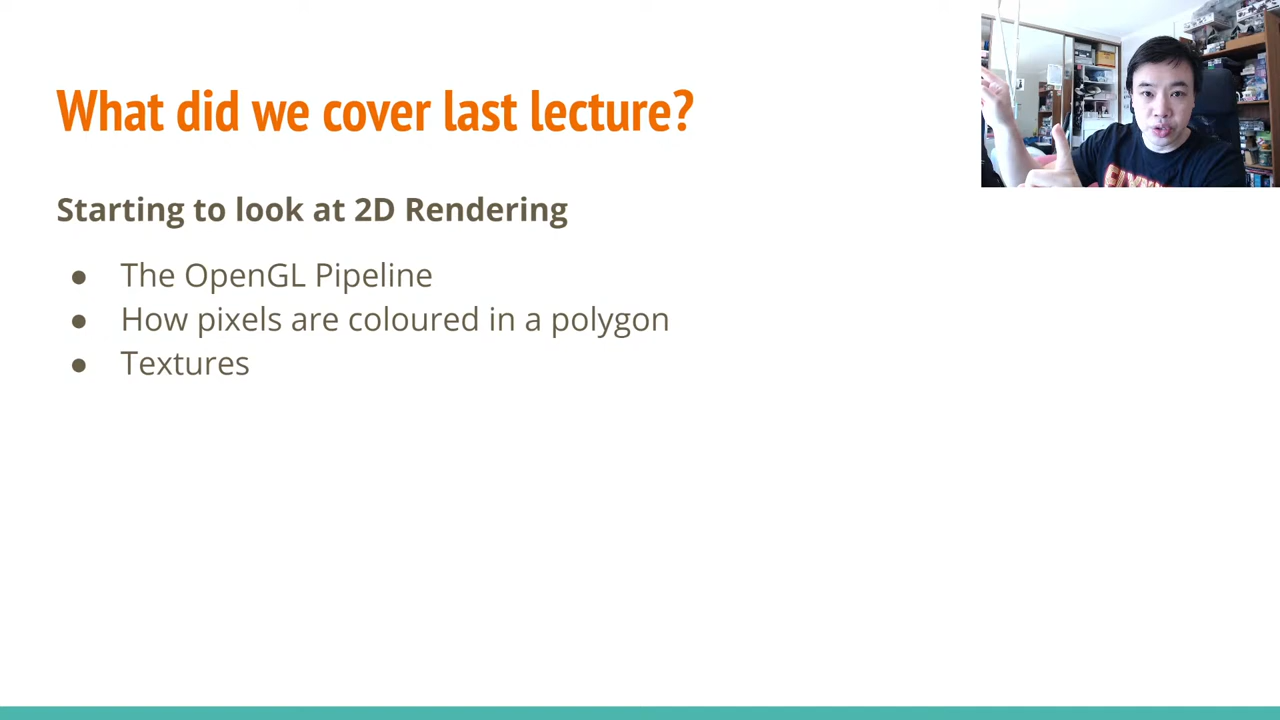 What did we cover last lecture?
Starting to look at 2D Rendering
● The OpenGL Pipeline
● How pixels are coloured in a polygon
● Textures